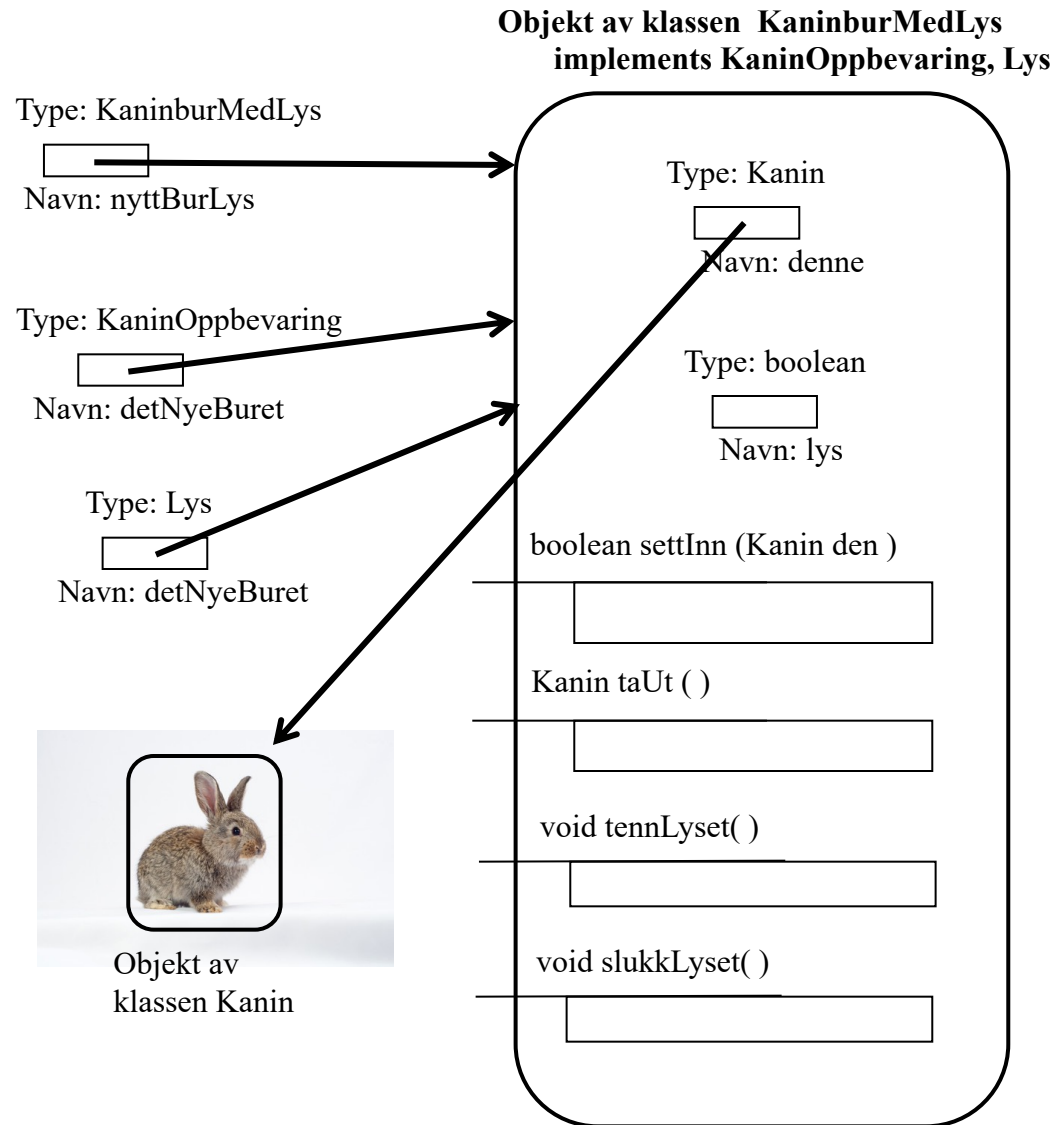 Objekt av klassen KaninburMedLys
implements KaninOppbevaring, Lys
Type: KaninburMedLys
Navn: nyttBurLys
Type: KaninOppbevaring
Navn: detNyeBuret
Type: Lys
Navn: detNyeBuret
Type: Kanin
Navn: denne
Type: boolean
Navn: lys
boolean settInn (Kanin den )
Kanin taUt ( )
void tennLyset( )
void slukkLyset( )
Objekt av
klassen Kanin